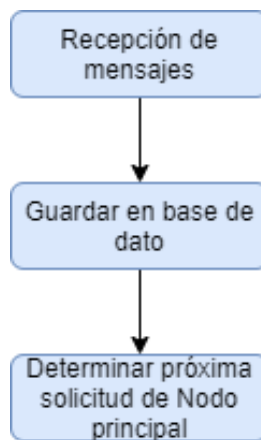 Recepción de
mensajes
Guardar en base de
dato
Determinar próxima
solicitud de Nodo
principal